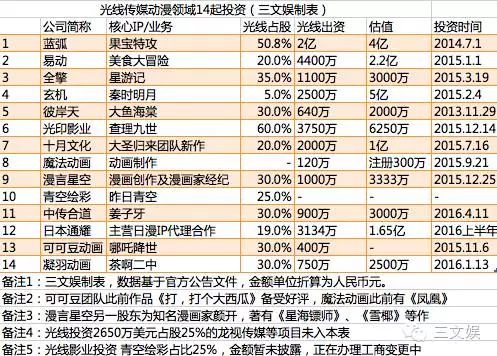 光线传媒动漫领域14起投资（三文娱制表）
公司简称 核心IP/业务 光线占股 光线出资 估值 投资时间
1 蓝弧 果宝特攻 50.8% 2亿 4亿 2014.7.1
2 易动 美食大冒险 20.0% 4400万 2.2亿 2015.1.1
3 全擎 星游记 35.0% 1100万 3000万 2015.3.19
4 玄机 秦时明月 5.0% 2500万 5亿 2015.2.4
5 彼岸天 大鱼海棠 30.0% 640万 2000万 2013.11.29
6 光印影业 查理九世 60.0% 3750万 6250万 2015.12.14
7 十月文化 大圣归来团队新作 20.0% 2000万 1亿 2015.7.16
8 魔法动画 动画制作 - 120万 注册300万 2015.9.21
9 漫言星空 漫画创作及漫画家经纪 30.0% 1000万 3333万 2015.12.25
10 青空绘彩 昨日青空 25.0% - -
11 中传合道 姜子牙 30.0% 900万 3000万 2016.4.11
12 日本通耀 主营日漫IP代理合作 19.0% 3134万 1.65亿 2016上半年
13 可可豆动画 哪吒降世 30.0% 400万 - 2015.11.6
14 凝羽动画 茶啊二中 30.0% 750万 2500万 2016.1.13
备注1：三文娱制表，数据基于官方公告文件，金额单位折算为人民币元。
备注2：可可豆团队此前作品《打，打个大西瓜》备受好评，魔法动画此前有《凤凰》
备注3：漫言星空另一股东为知名漫画家颜开，著有《星海镖师》、《雪椰》等作
备注4：光线投资2650万美元占股25%的龙视传媒等项目未入本表
备注5：光线影业投资 青空绘彩占比25%，金额暂未披露，正在办理工商变更中
三文娱